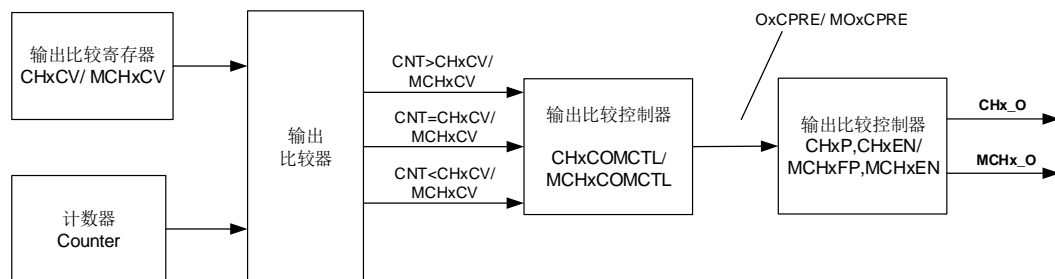 输出比较寄存器
CHxCV/ MCHxCV
计数器
Counter
输出
比较器
CNT>CHxCV/
MCHxCV
CNT=CHxCV/
MCHxCV
CNT<CHxCV/
MCHxCV
输出比较控制器
CHxCOMCTL/
MCHxCOMCTL
OxCPRE/ MOxCPRE
输出比较控制器
CHxP,CHxEN/
MCHxFP,MCHxEN
CHx_O
MCHx_O